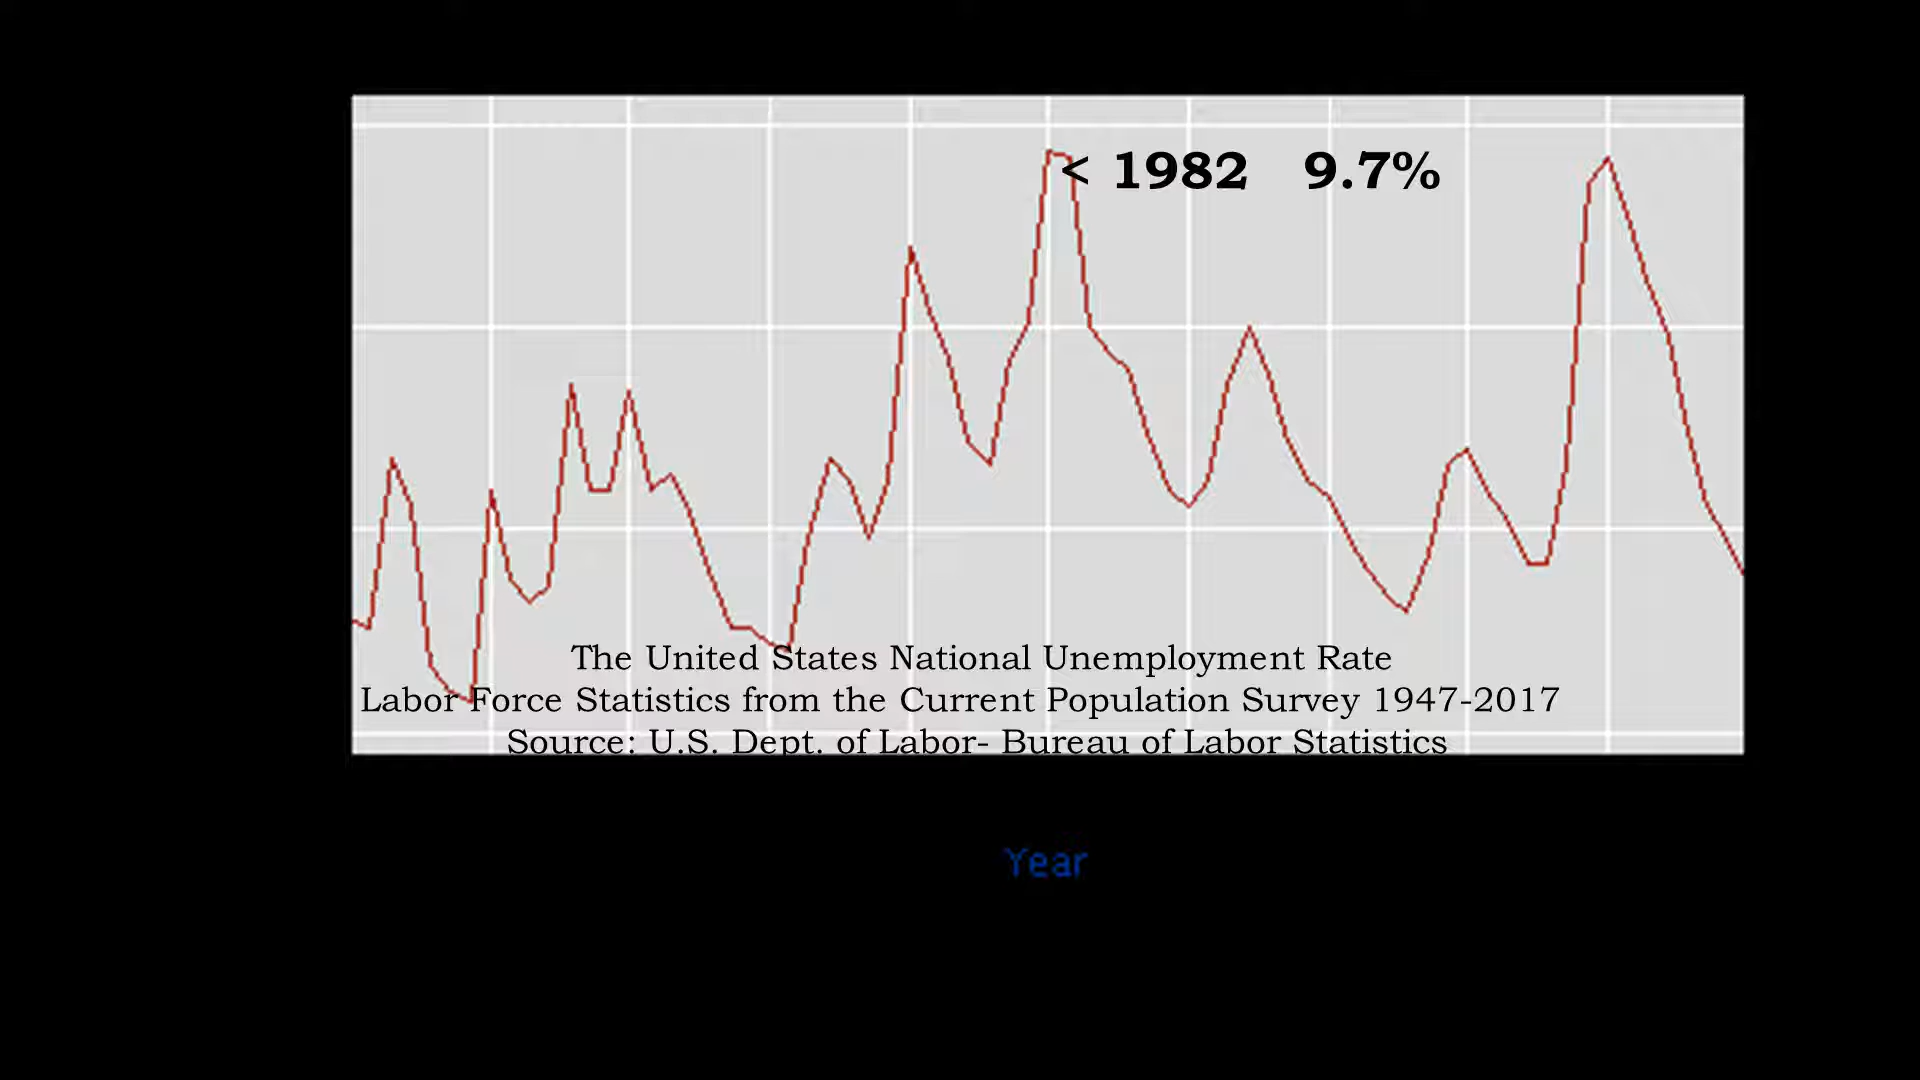 < 1982 9.7%
The United States National Unemployment Rate
Labor Force Statistics from the Current Population Survey 1947-2017
Source: U.S. Dept. of Labor- Bureau of Labor Statistics
Year